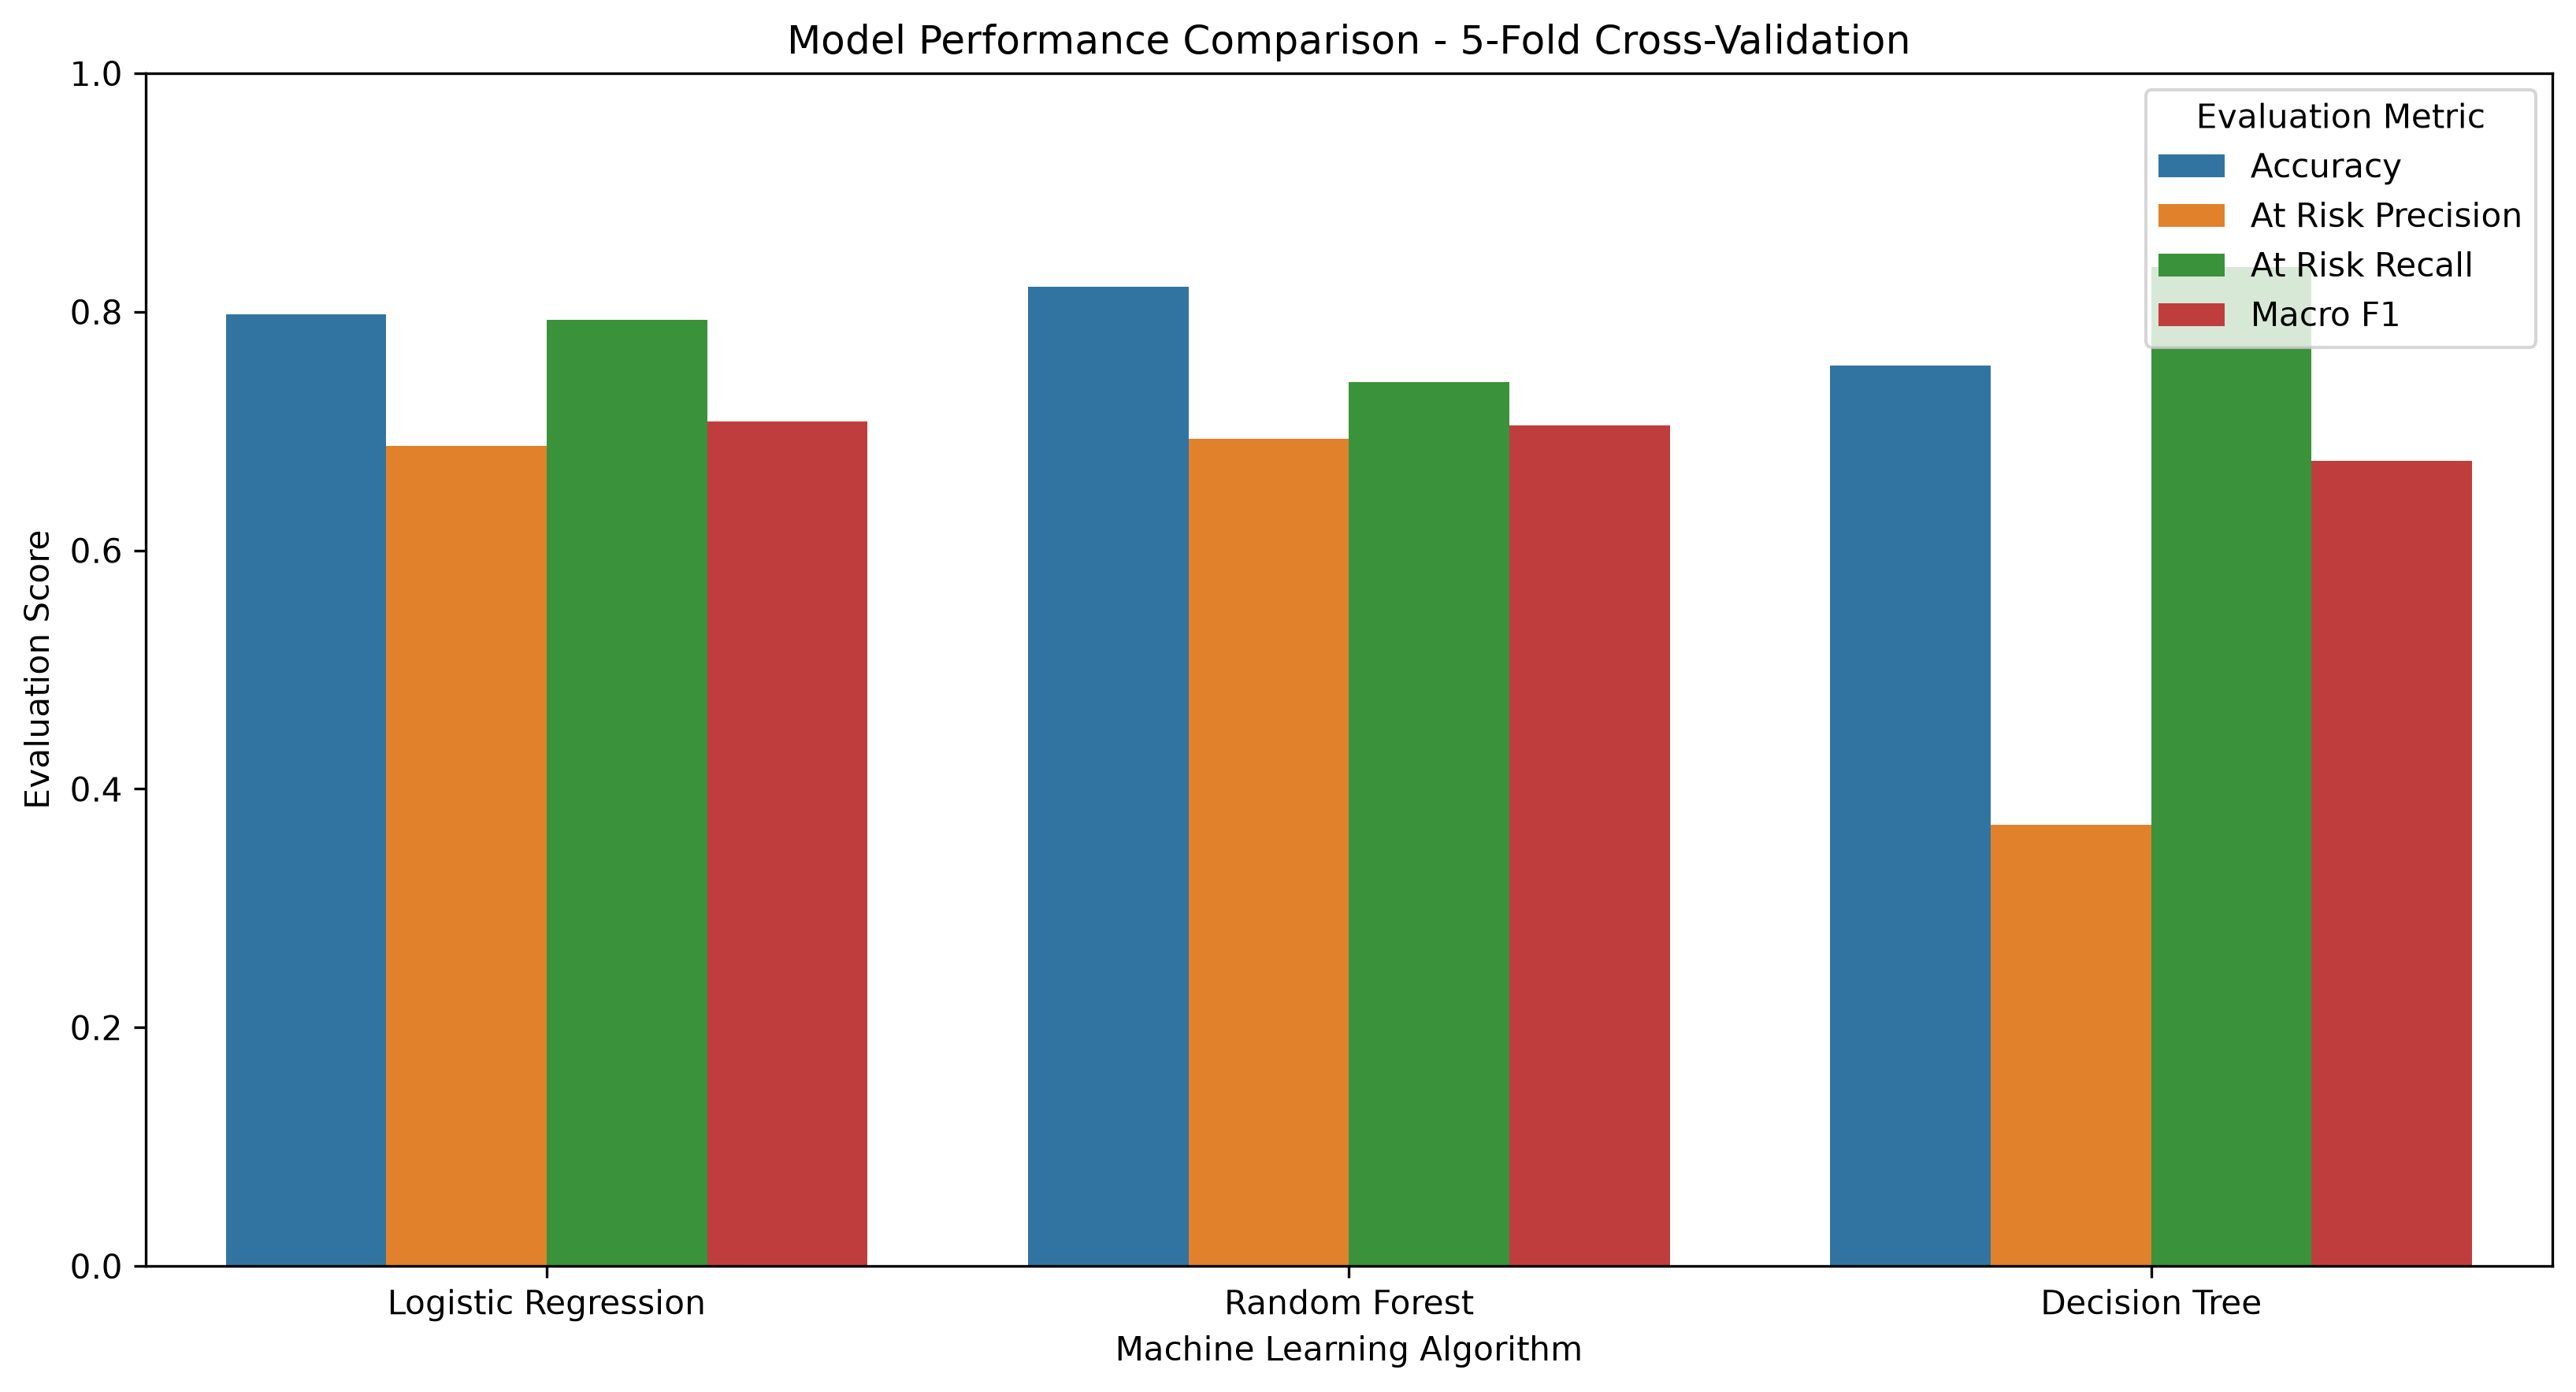 Model Performance Comparison - 5-Fold Cross-Validation
1.0
0.8
0.6
0.4
0.2
0.0
Evaluation Score
Evaluation Metric
Accuracy
At Risk Precision
At Risk Recall
Macro F1
Logistic Regression
Random Forest
Decision Tree
Machine Learning Algorithm